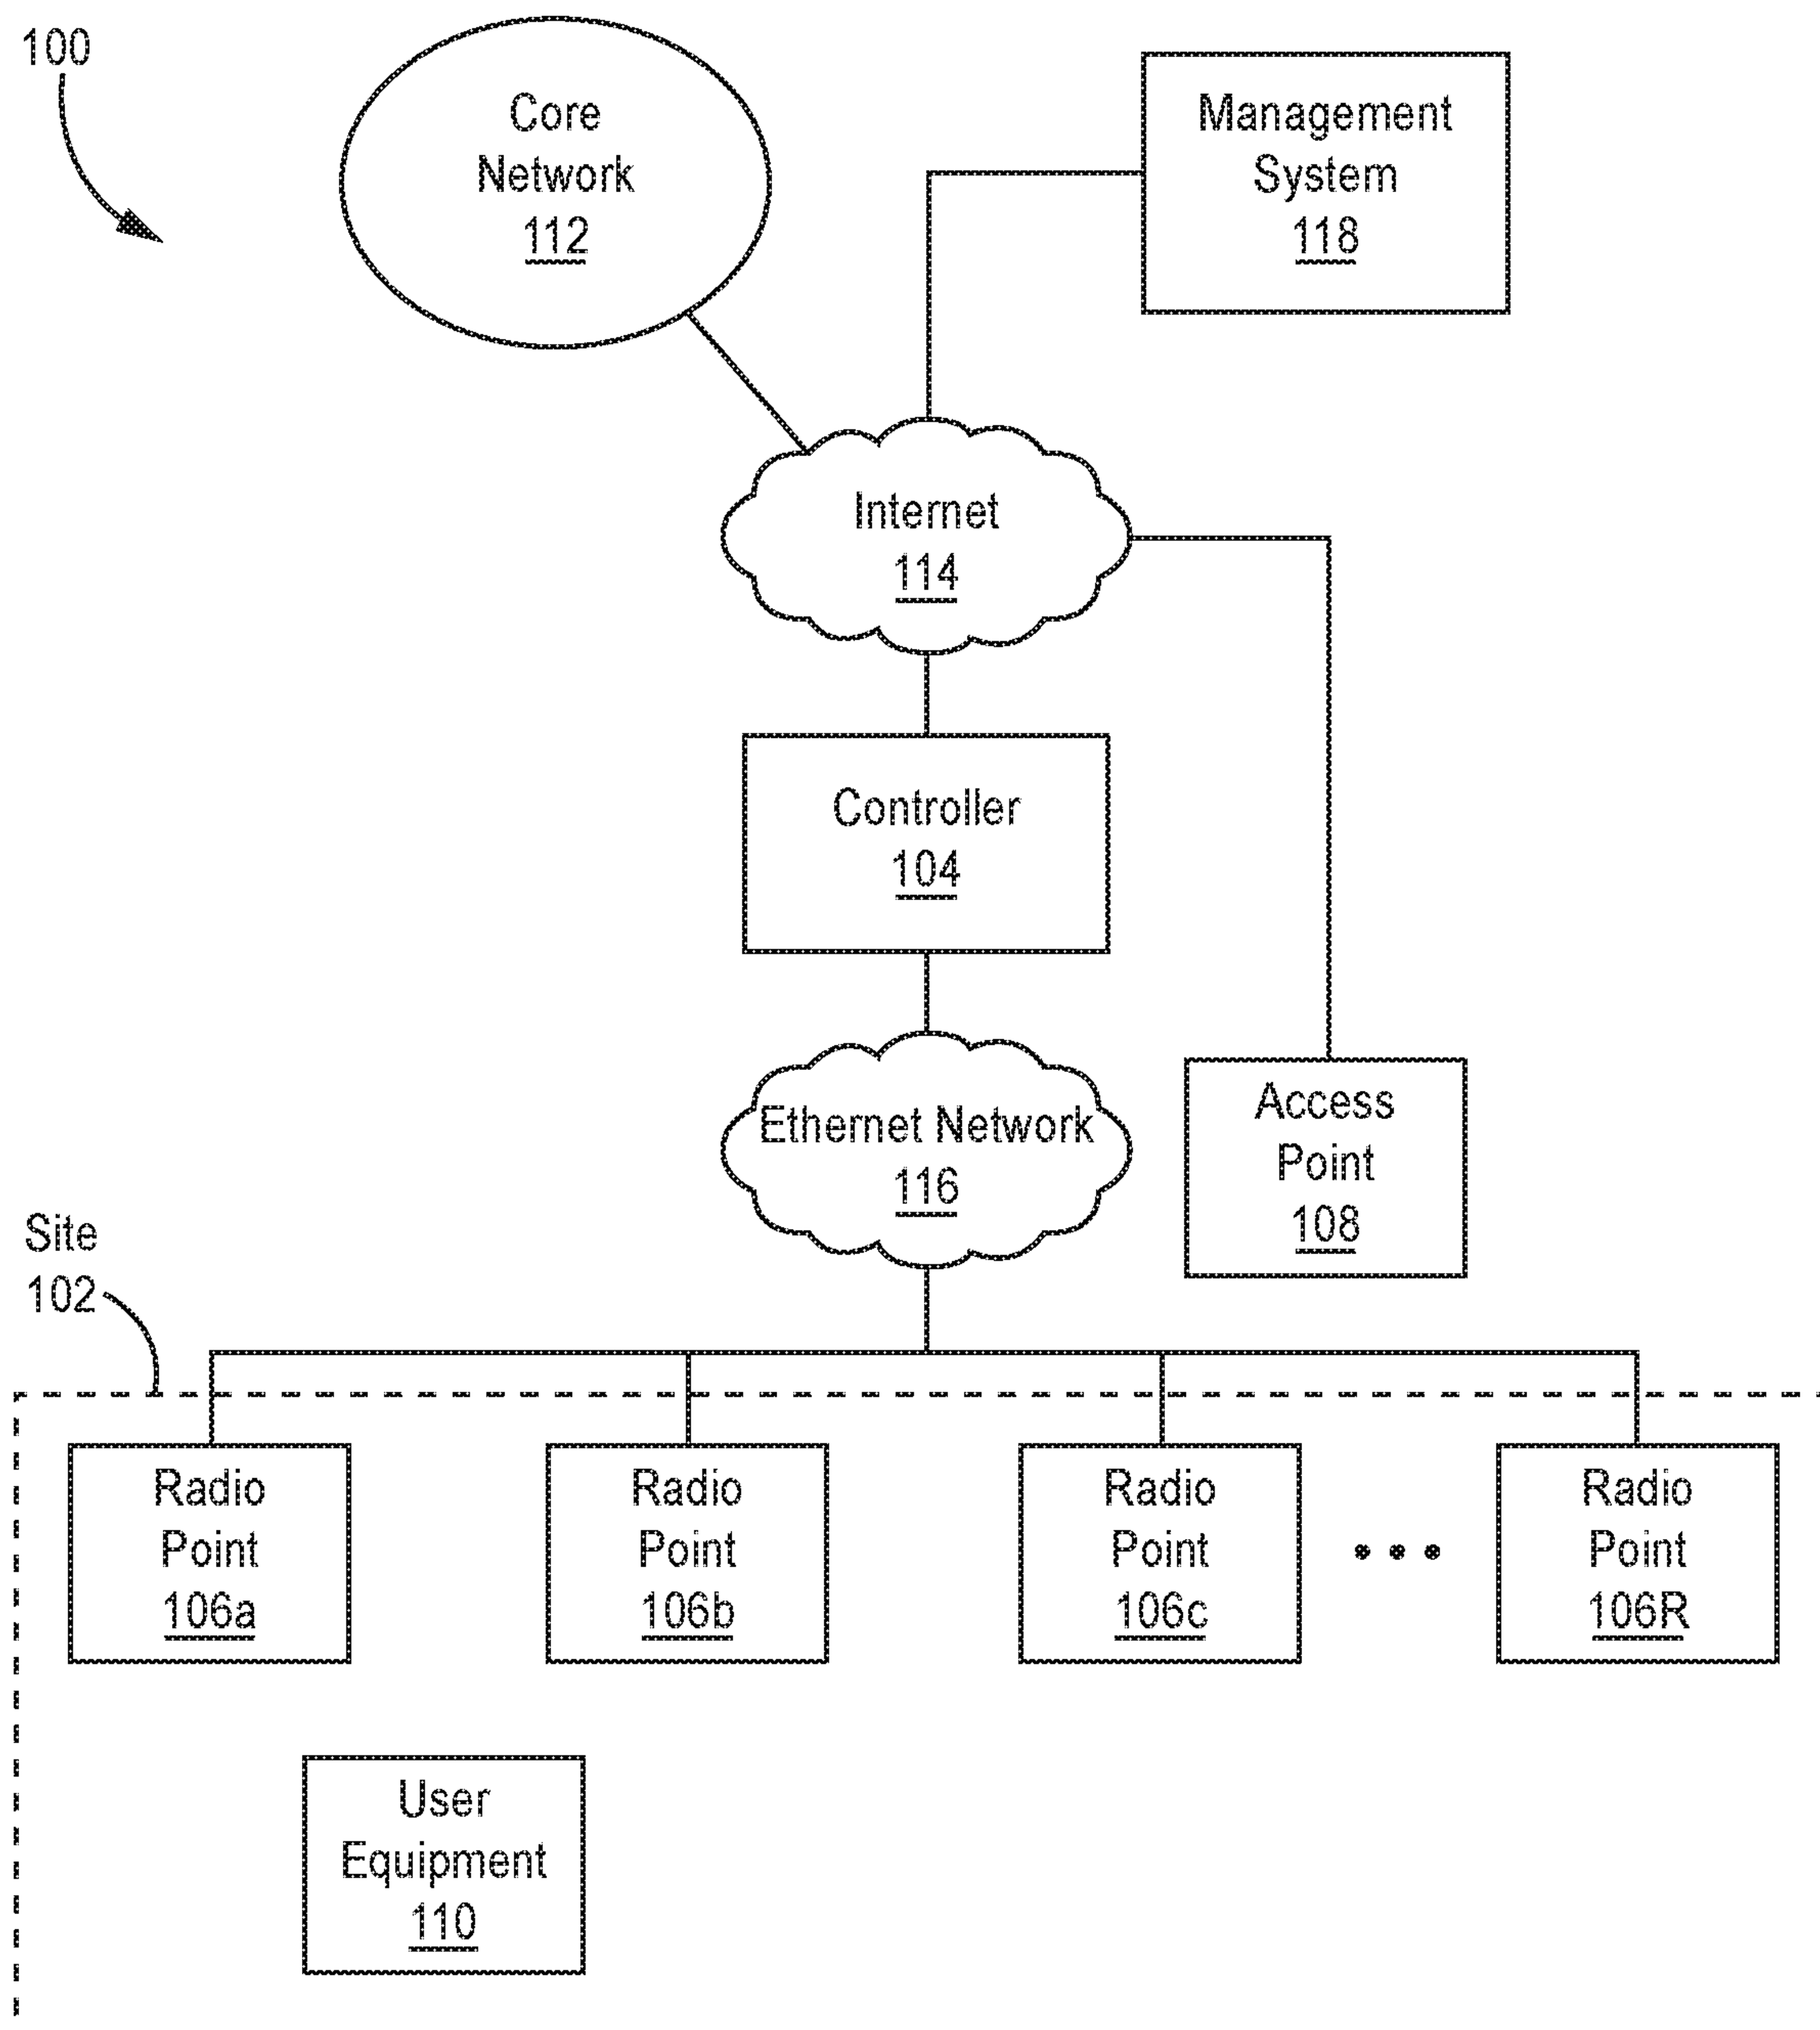 100
Core
Network
112
Management
System
118
Internet
114
Controller
104
Ethernet Network
116
Access
Point
108
Site
102
Radio
Point
106a
Radio
Point
106b
Radio
Point
106c
Radio
Point
106R
User
Equipment
110